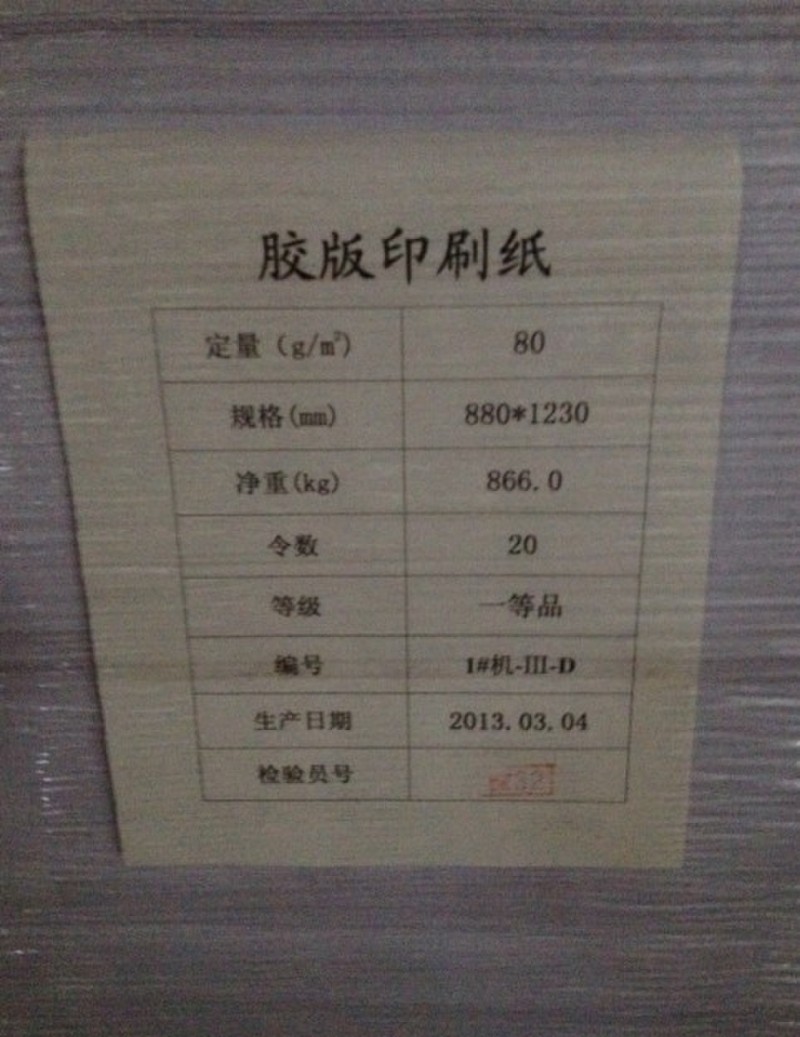 胶版印刷纸
定量（g/m²） 80
规格(mm) 880*1230
净重(kg) 866.0
令数 20
等级 一等品
编号 1#机-III-D
生产日期 2013.03.04
检验员号